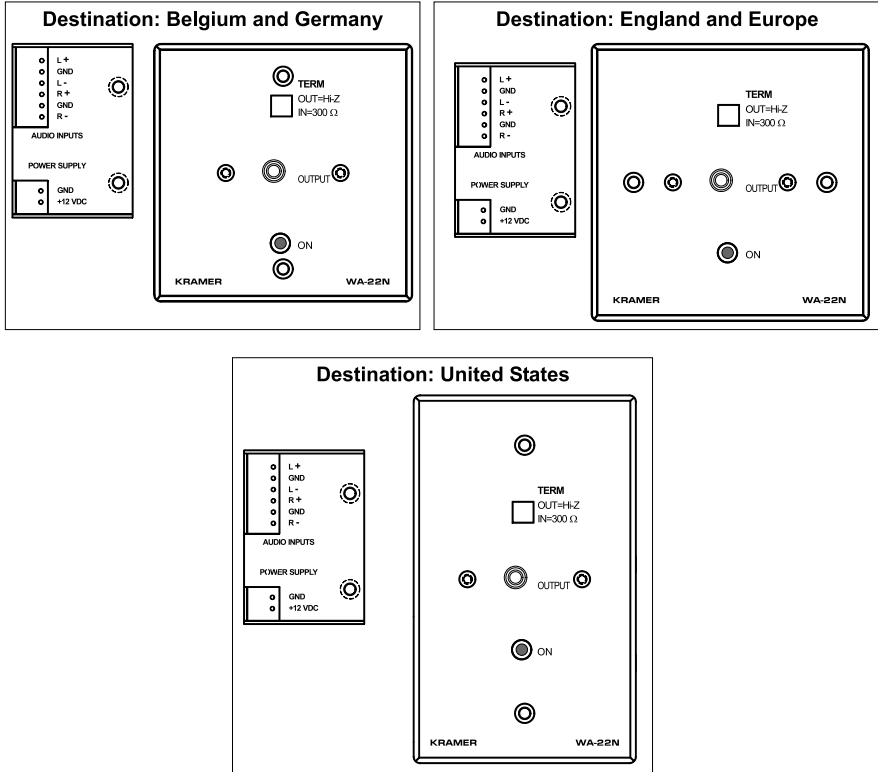 Destination: Belgium and Germany
L +
GND
L -
R +
GND
R -
AUDIO INPUTS
POWER SUPPLY
GND
+12 VDC
TERM
OUT=Hi-Z
IN=300 Ω
OUTPUT
ON
KRAMER WA-22N
Destination: England and Europe
L +
GND
L -
R +
GND
R -
AUDIO INPUTS
POWER SUPPLY
GND
+12 VDC
TERM
OUT=Hi-Z
IN=300 Ω
OUTPUT
ON
KRAMER WA-22N
Destination: United States
L +
GND
L -
R +
GND
R -
AUDIO INPUTS
POWER SUPPLY
GND
+12 VDC
TERM
OUT=Hi-Z
IN=300 Ω
OUTPUT
ON
KRAMER WA-22N